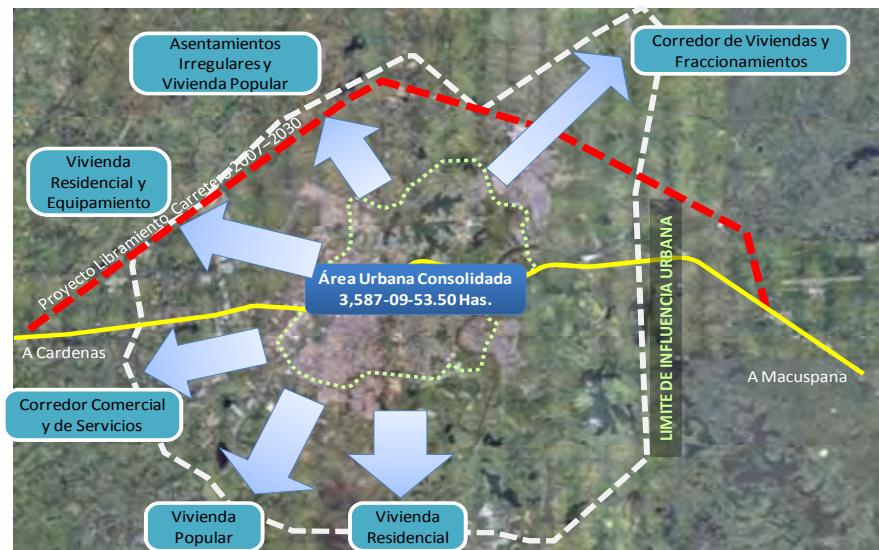 Asentamientos
Irregulares y
Vivienda Popular
Corredor de Viviendas y
Fraccionamientos
Vivienda
Residencial y
Equipamiento
Proyecto Libramiento Carretero 2007–2030
Área Urbana Consolidada
3,587-09-53.50 Has.
LIMITE DE INFLUENCIA URBANA
A Cardenas
A Macuspana
Corredor Comercial
y de Servicios
Vivienda
Popular
Vivienda
Residencial